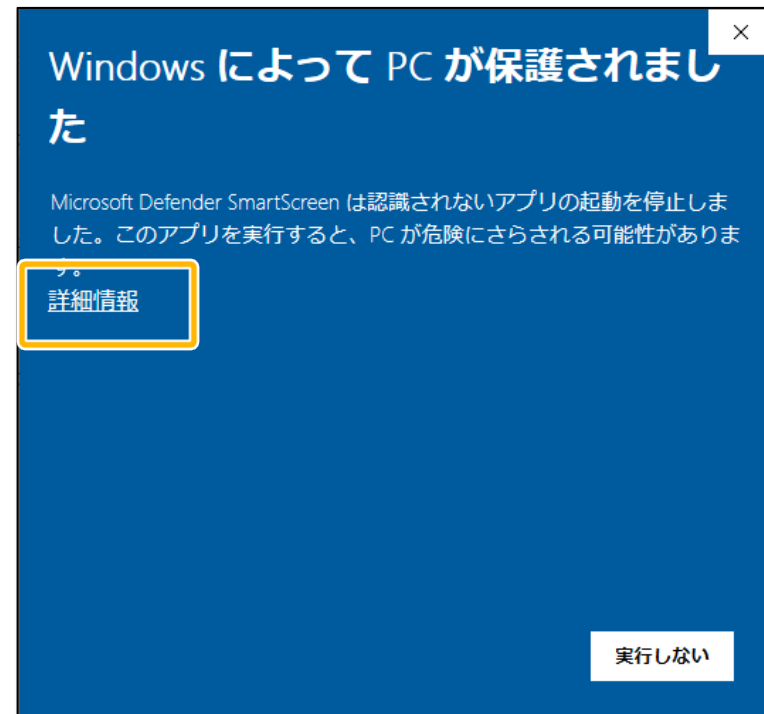 Windows によって PC が保護されまし
た
Microsoft Defender SmartScreen は認識されないアプリの起動を停止しま
した。このアプリを実行すると、PC が危険にさらされる可能性がありま
す。
詳細情報
実行しない